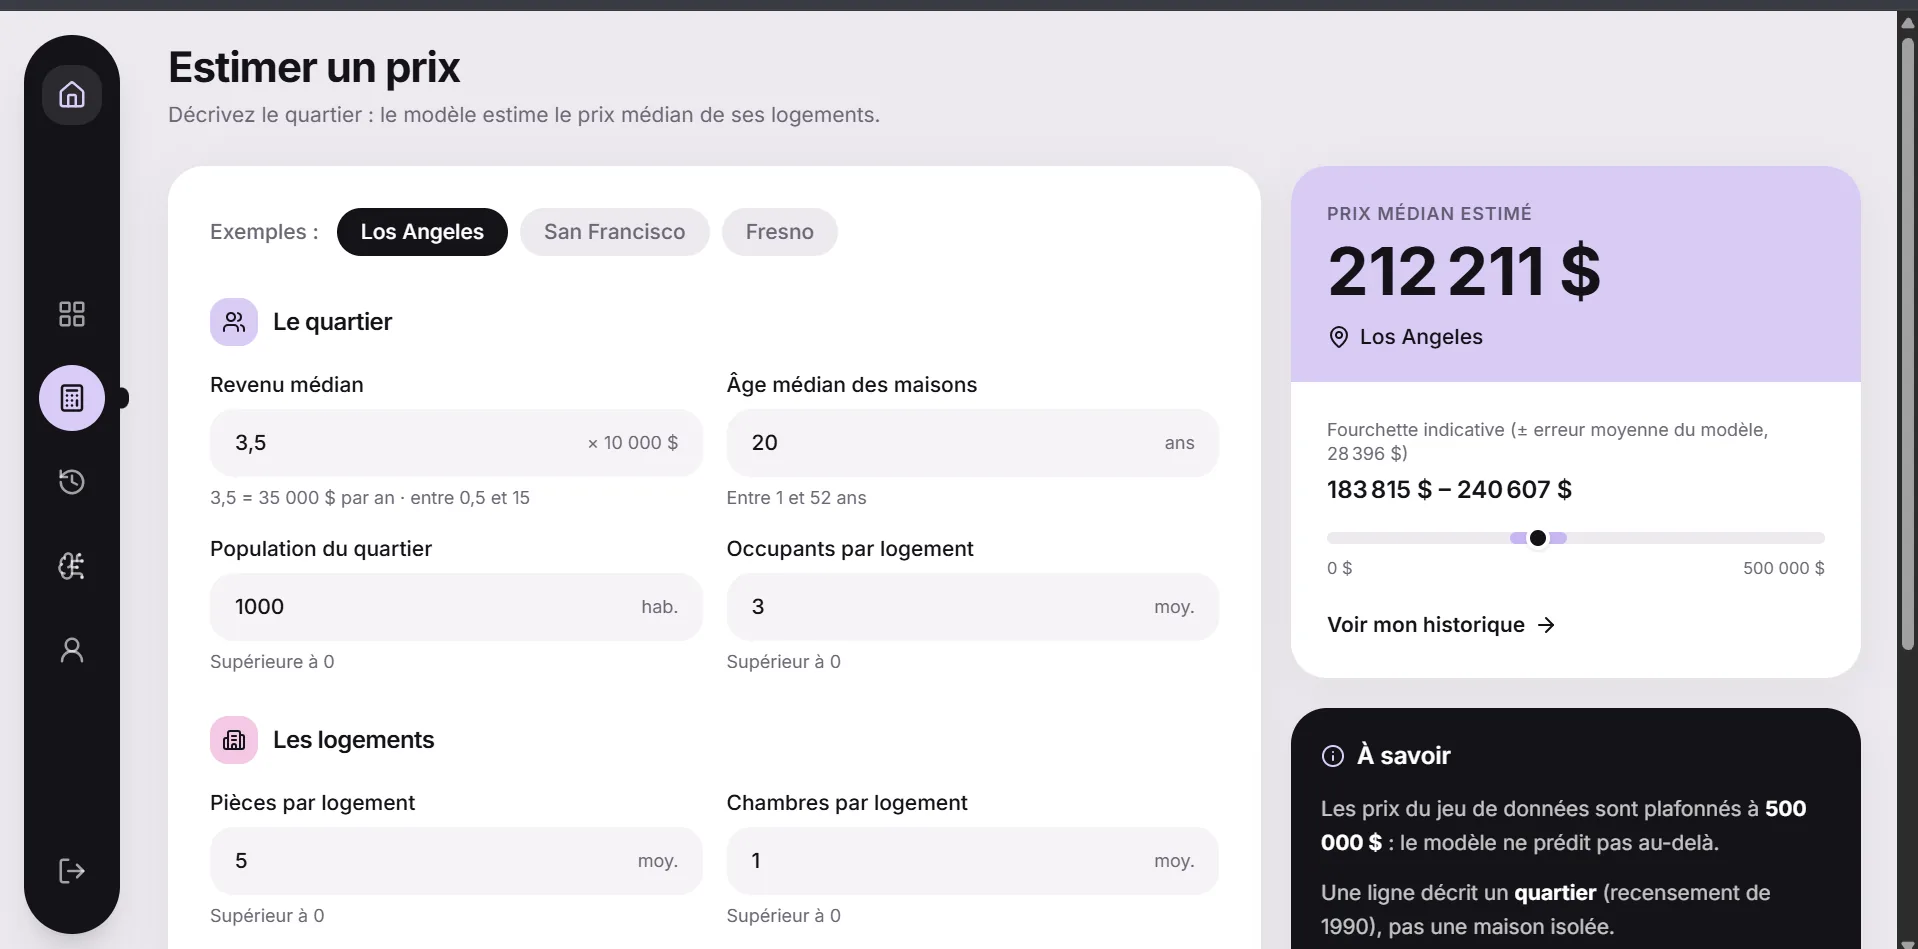 Estimer un prix
Décrivez le quartier : le modèle estime le prix médian de ses logements.
Exemples : Los Angeles San Francisco Fresno
Le quartier
Revenu médian
3,5 × 10 000 $
3,5 = 35 000 $ par an · entre 0,5 et 15
Âge médian des maisons
20 ans
Entre 1 et 52 ans
Population du quartier
1000 hab.
Supérieure à 0
Occupants par logement
3 moy.
Supérieur à 0
Les logements
Pièces par logement
5 moy.
Supérieur à 0
Chambres par logement
1 moy.
Supérieur à 0
PRIX MÉDIAN ESTIMÉ
212 211 $
Los Angeles
Fourchette indicative (± erreur moyenne du modèle,
28 396 $)
183 815 $ – 240 607 $
0 $ 500 000 $
Voir mon historique →
À savoir
Les prix du jeu de données sont plafonnés à 500
000 $ : le modèle ne prédit pas au-delà.
Une ligne décrit un quartier (recensement de
1990), pas une maison isolée.